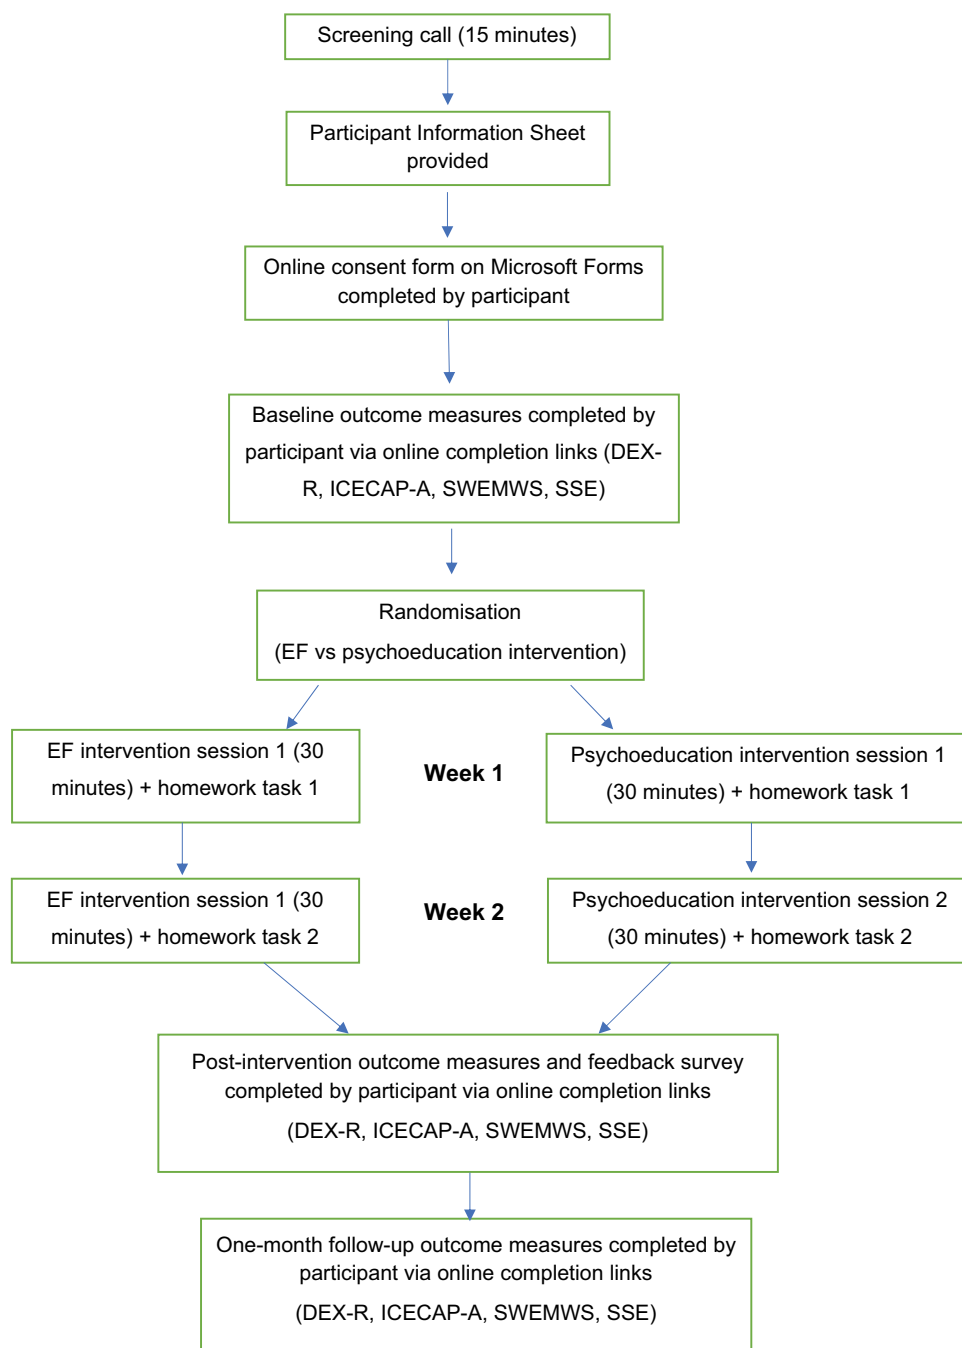 Screening call (15 minutes)
Participant Information Sheet
provided
Online consent form on Microsoft Forms
completed by participant
Baseline outcome measures completed by
participant via online completion links (DEX-
R, ICECAP-A, SWEMWS, SSE)
Randomisation
(EF vs psychoeducation intervention)
EF intervention session 1 (30
minutes) + homework task 1
Week 1
Psychoeducation intervention session 1
(30 minutes) + homework task 1
EF intervention session 1 (30
minutes) + homework task 2
Week 2
Psychoeducation intervention session 2
(30 minutes) + homework task 2
Post-intervention outcome measures and feedback survey
completed by participant via online completion links
(DEX-R, ICECAP-A, SWEMWS, SSE)
One-month follow-up outcome measures completed by
participant via online completion links
(DEX-R, ICECAP-A, SWEMWS, SSE)